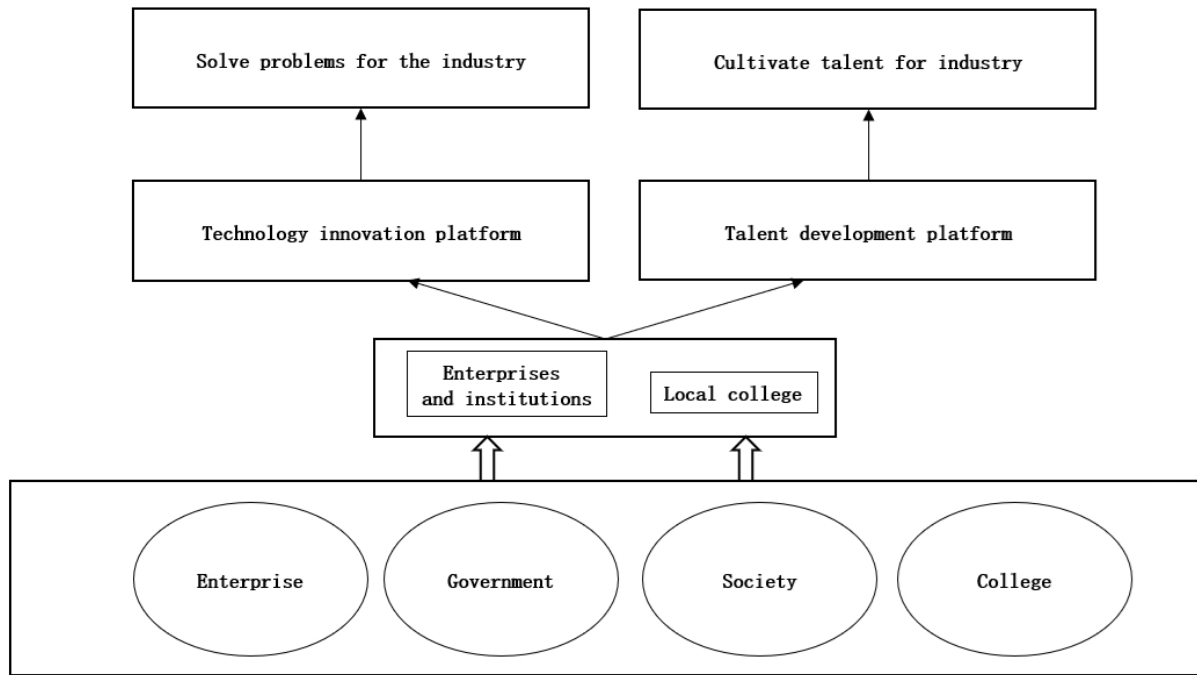 Solve problems for the industry
Cultivate talent for industry
Technology innovation platform
Talent development platform
Enterprises
and institutions
Local college
Enterprise
Government
Society
College